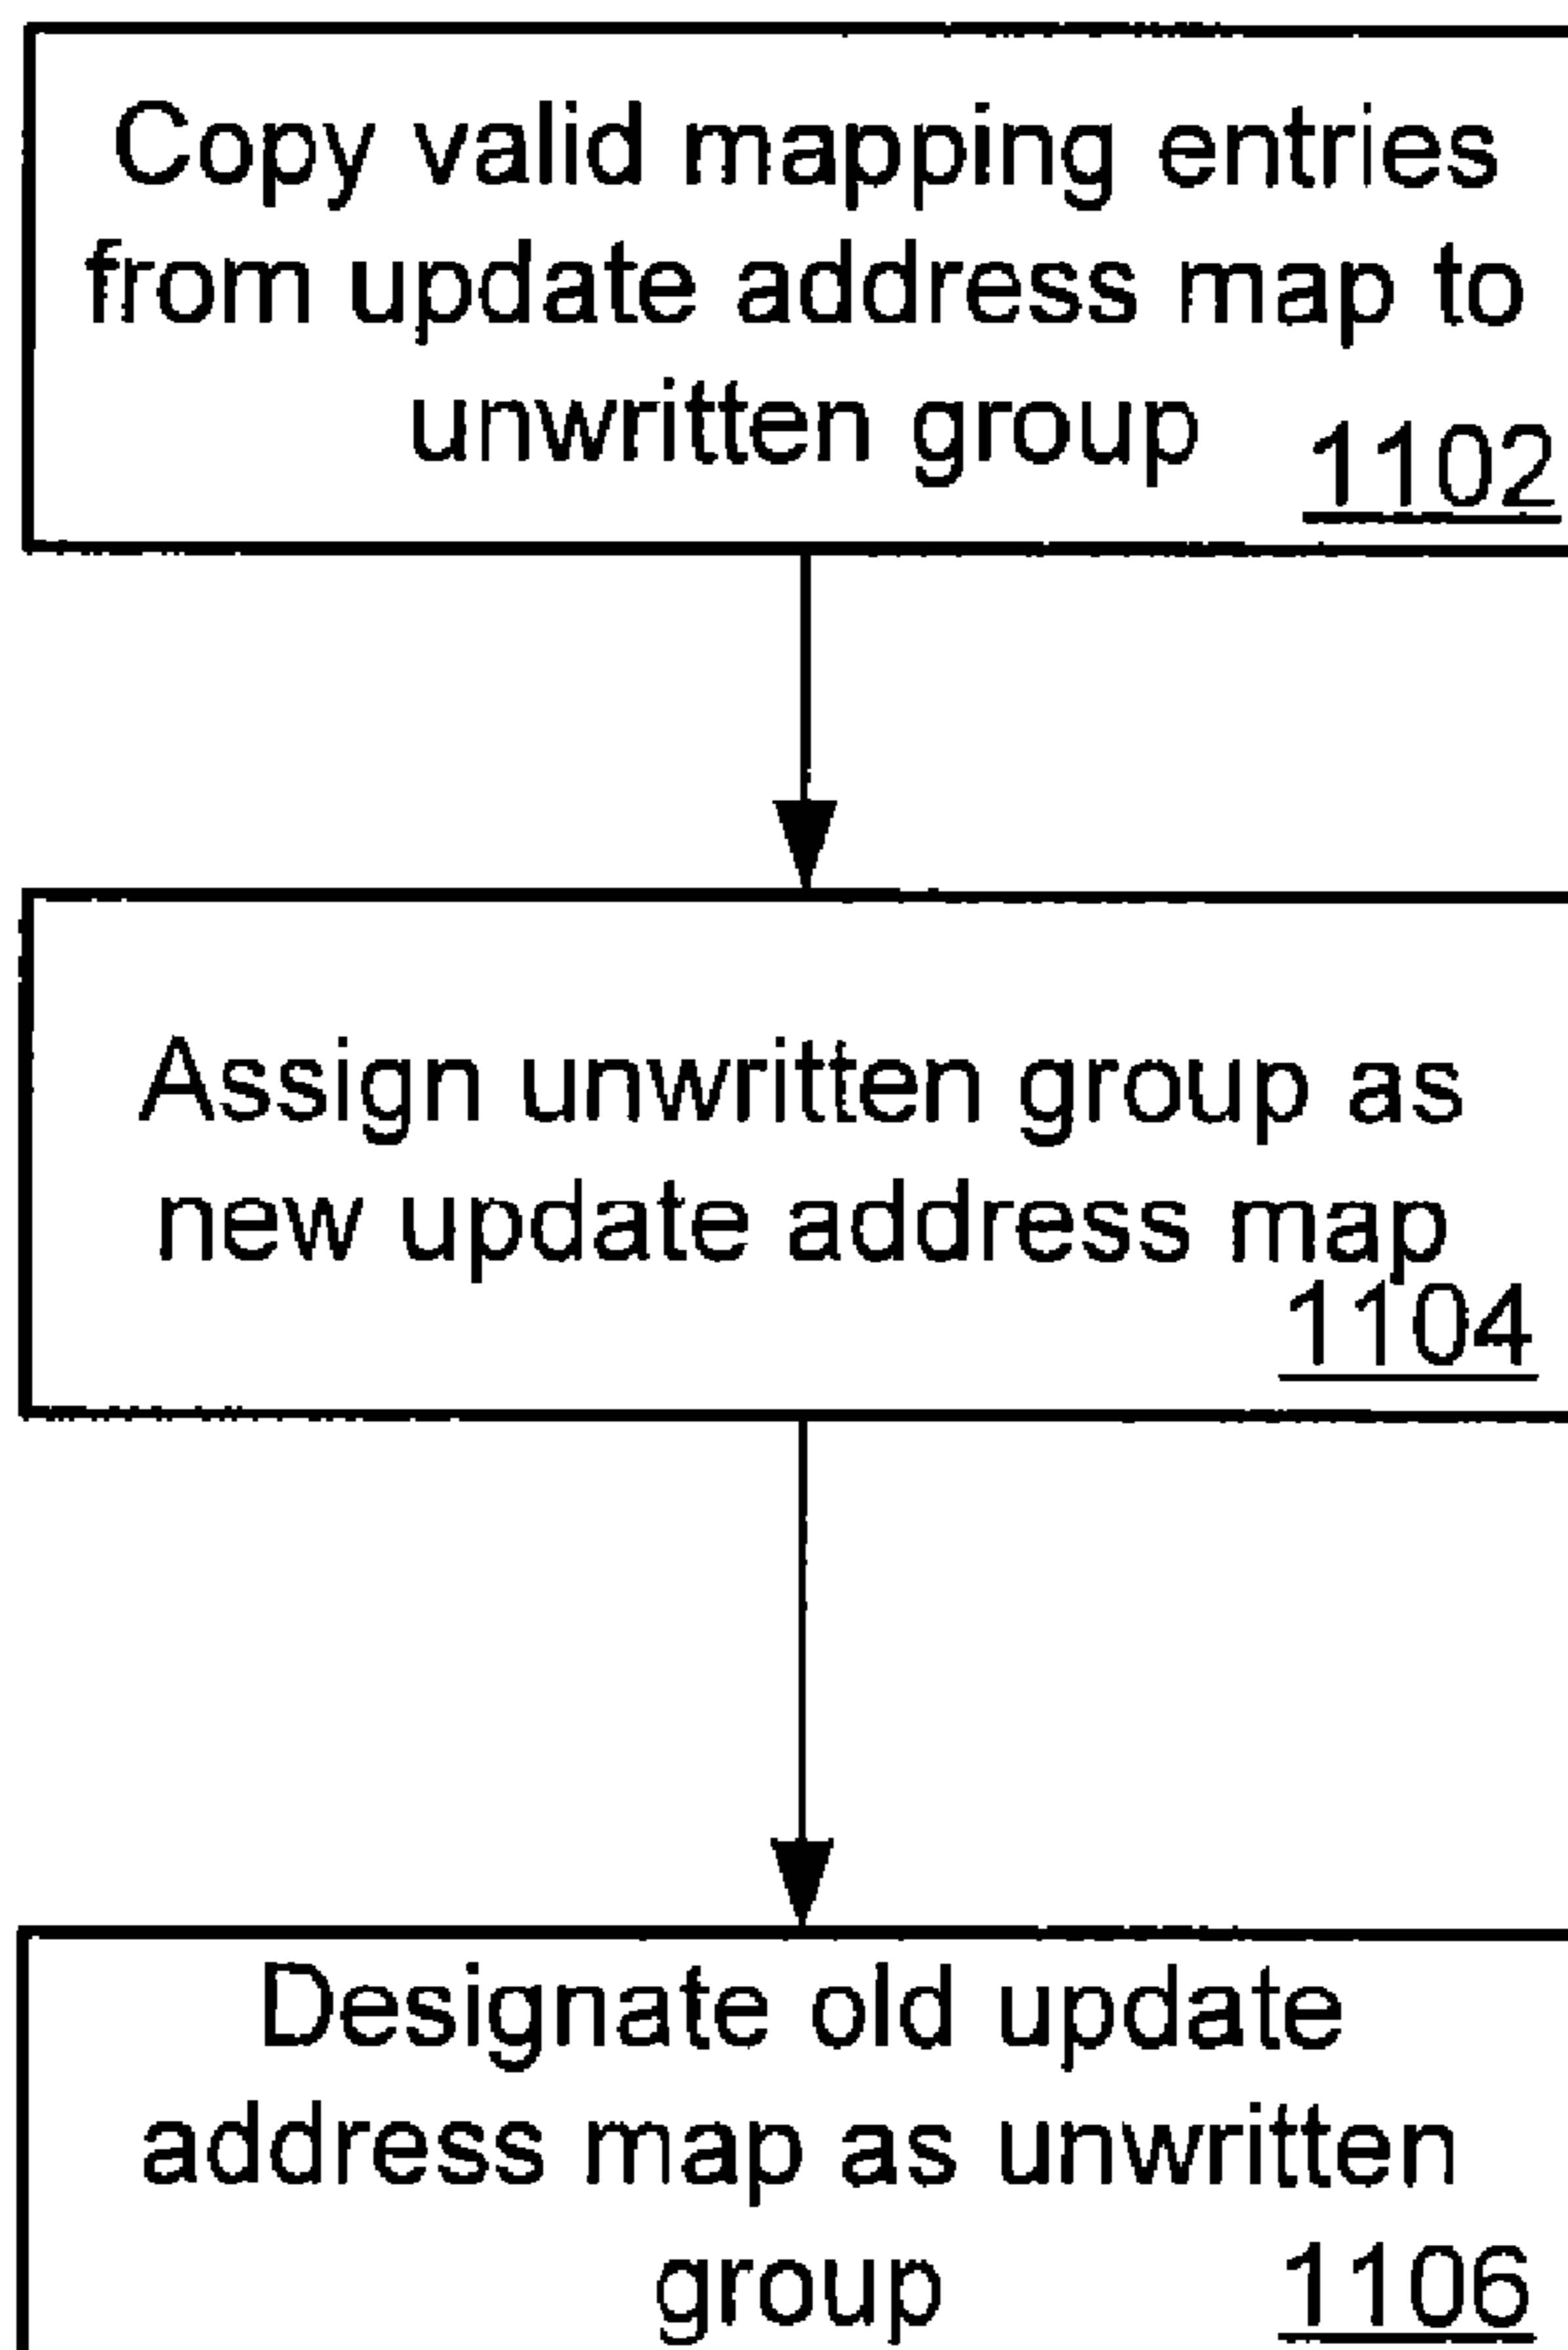 Copy valid mapping entries
from update address map to
unwritten group 1102
Assign unwritten group as
new update address map
1104
Designate old update
address map as unwritten
group 1106